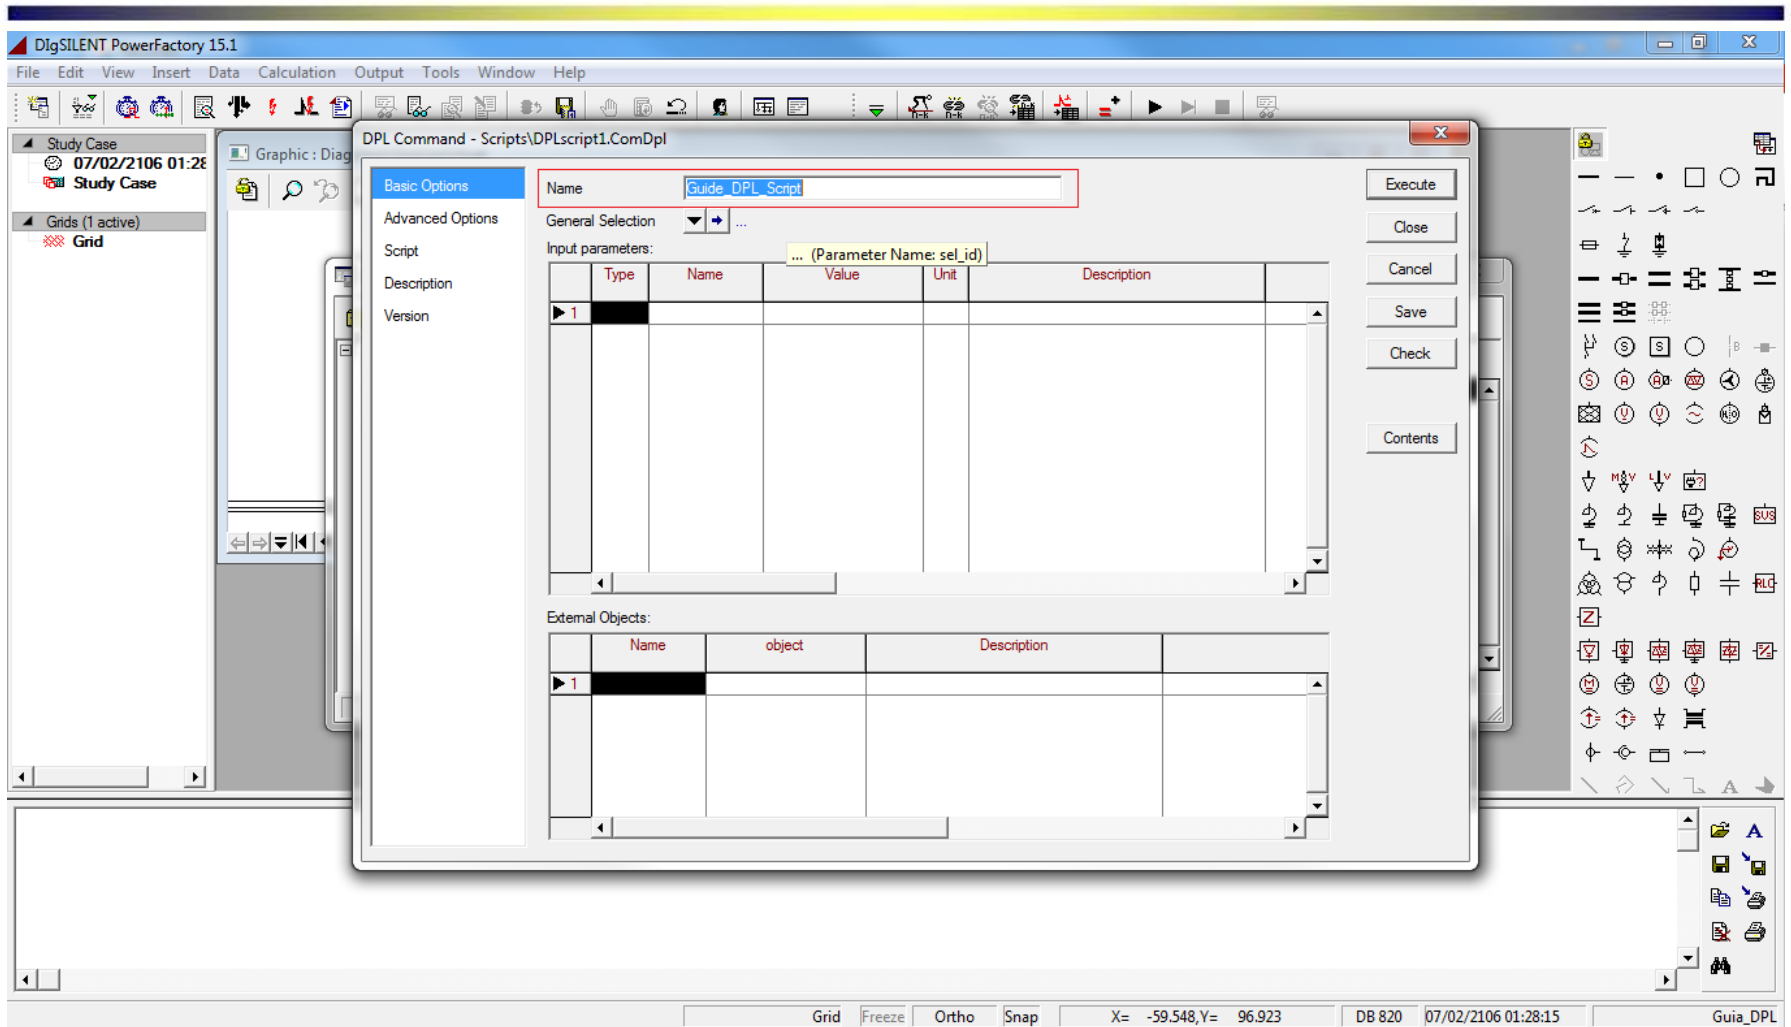 DIgSILENT PowerFactory 15.1
File Edit View Insert Data Calculation Output Tools Window Help
Study Case
07/02/2106 01:28
Study Case
Grids (1 active)
Grid
Graphic : Diag
DPL Command - Scripts\DPLscript1.ComDpl
Basic Options
Advanced Options
Script
Description
Version
Name Guide_DPL_Script
General Selection ...
... (Parameter Name: sel_id)
Input parameters:
Type Name Value Unit Description
1
External Objects:
Name object Description
1
Execute
Close
Cancel
Save
Check
Contents
Grid Freeze Ortho Snap X= -59.548,Y= 96.923 DB 820 07/02/2106 01:28:15 Guia_DPL